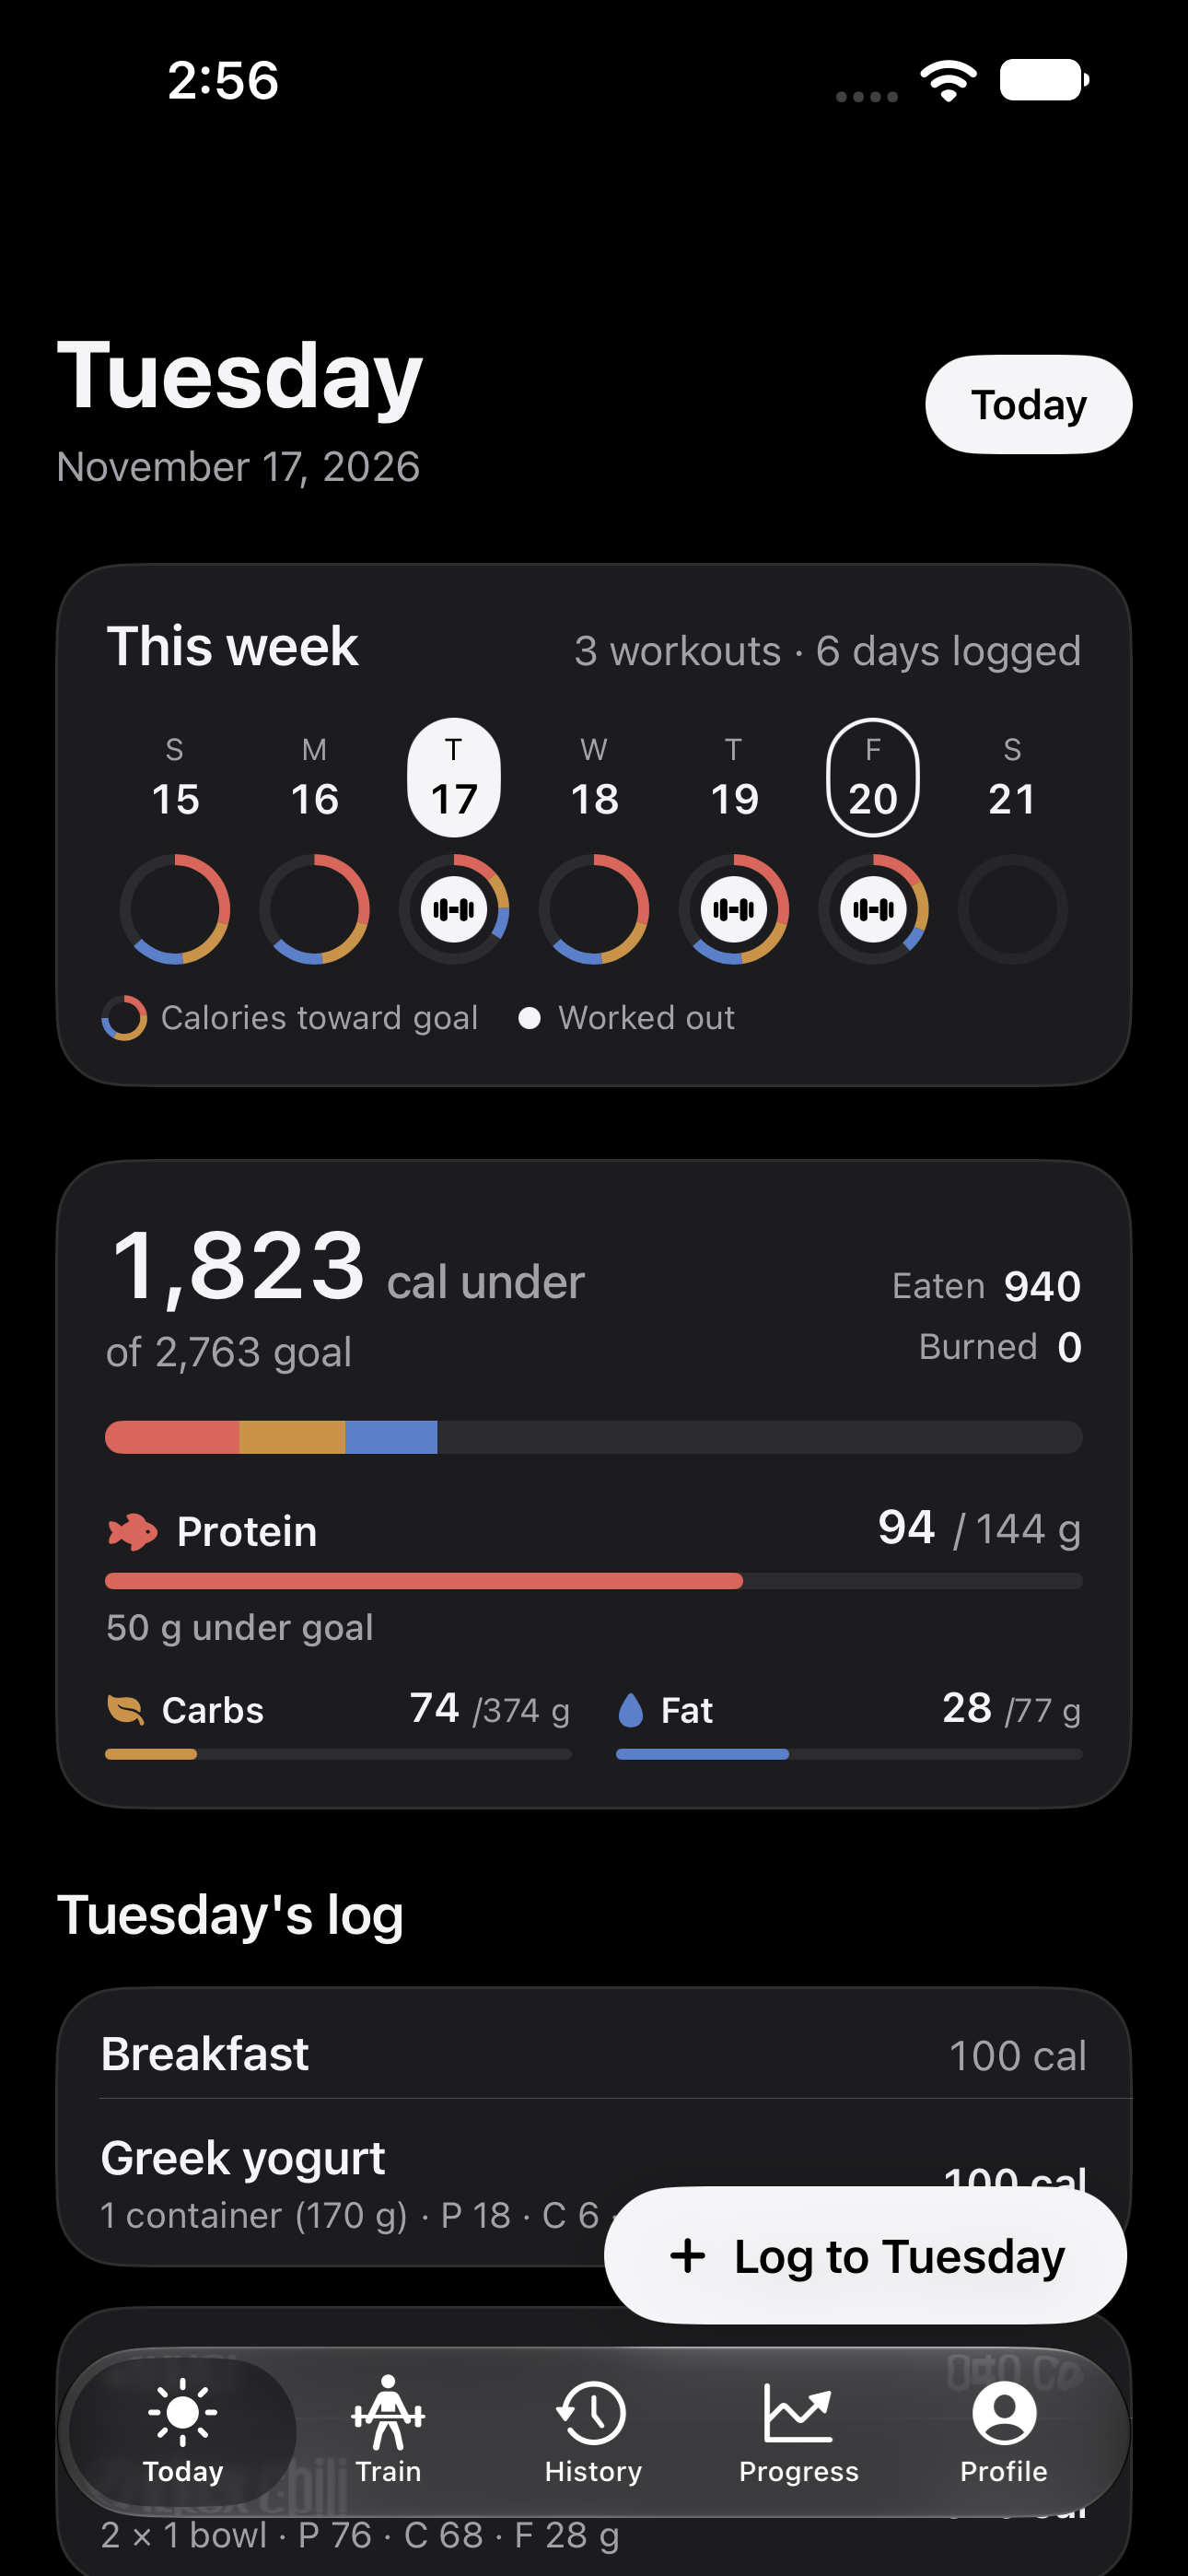 2:56
Tuesday
Today
November 17, 2026
This week
3 workouts · 6 days logged
S M T W T F S
15 16 17 18 19 20 21
Calories toward goal
Worked out
1,823 cal under
Eaten 940
of 2,763 goal
Burned 0
Protein
94 / 144 g
50 g under goal
Carbs 74 /374 g
Fat 28 /77 g
Tuesday's log
Breakfast 100 cal
Greek yogurt
100 cal
1 container (170 g) · P 18 · C 6 ·
+ Log to Tuesday
Today Train History Progress Profile
chili
2 × 1 bowl · P 76 · C 68 · F 28 g